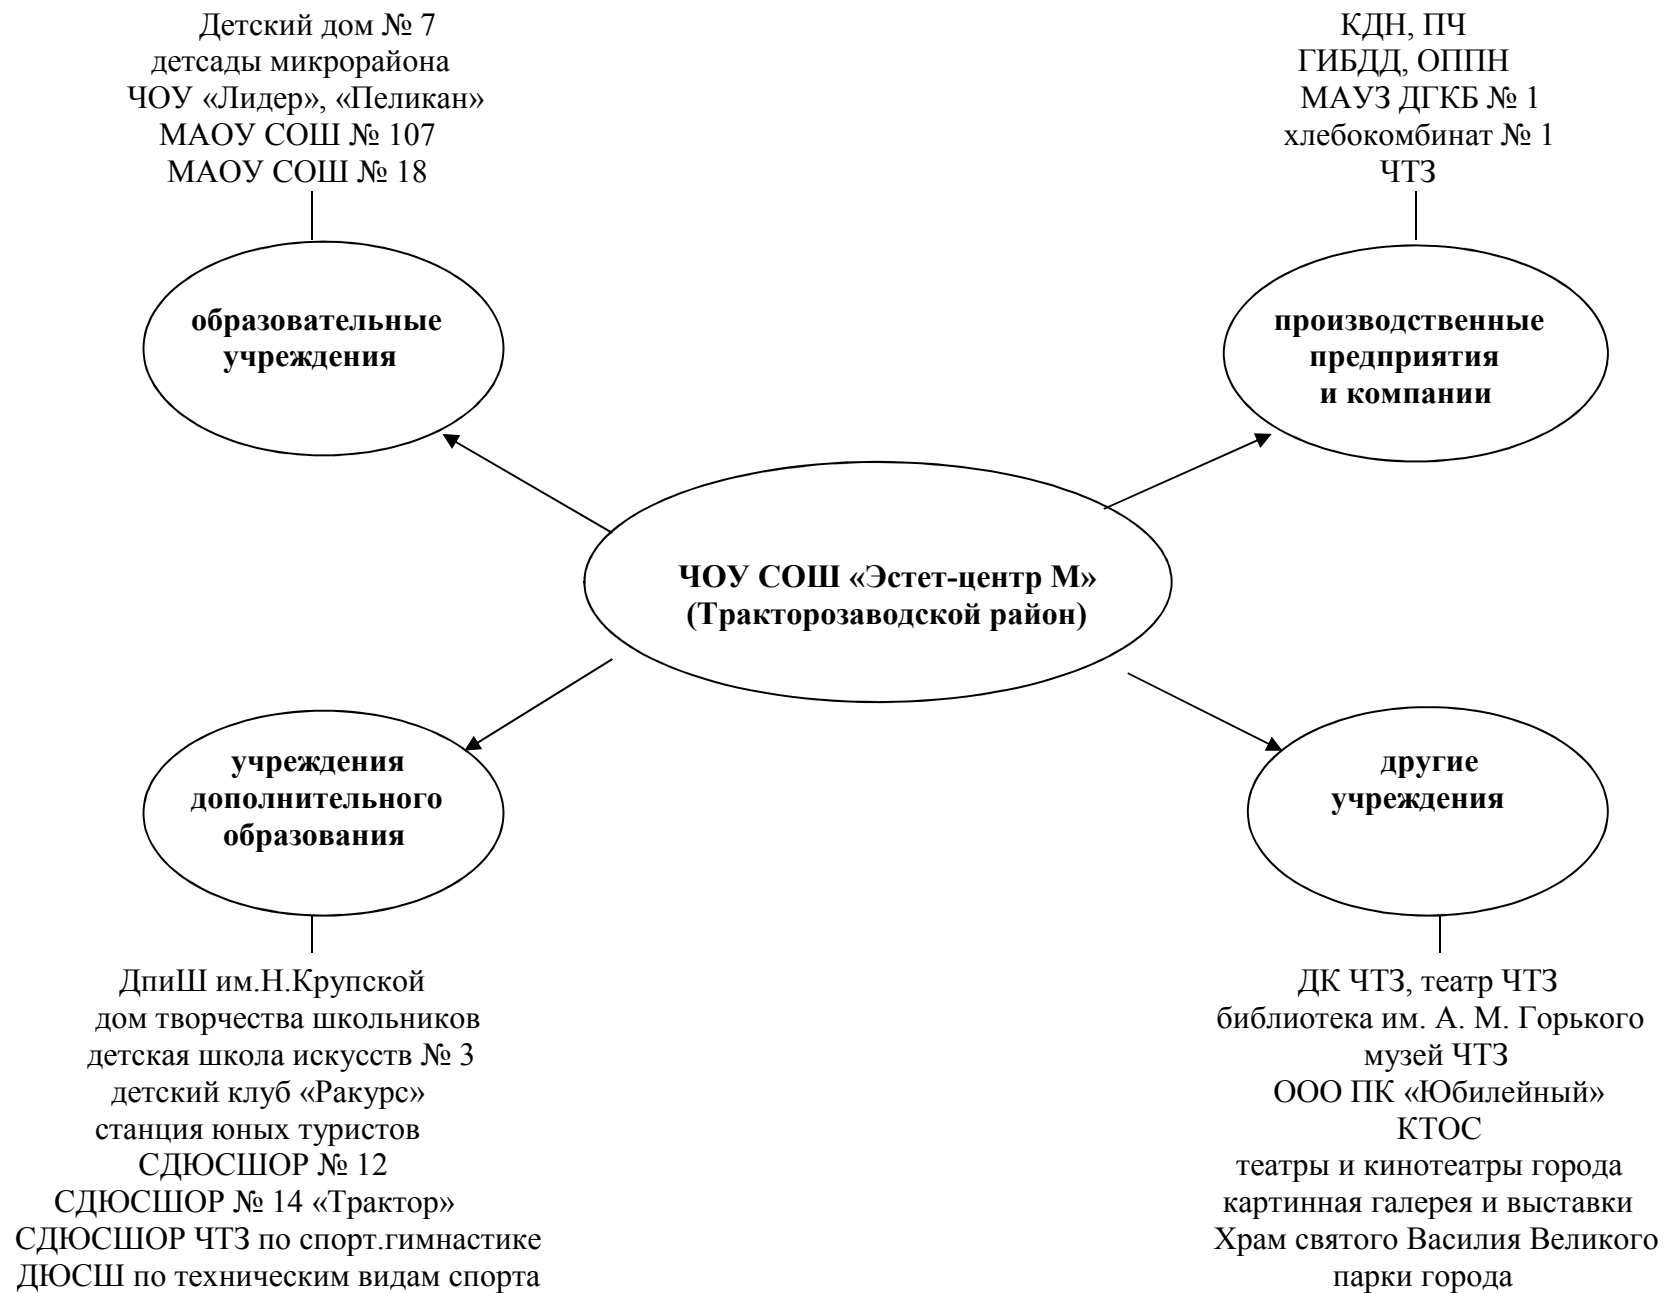 Детский дом № 7
детсады микрорайона
ЧОУ «Лидер», «Пеликан»
МАОУ СОШ № 107
МАОУ СОШ № 18
КДН, ПЧ
ГИБДД, ОППН
МАУЗ ДГКБ № 1
хлебокомбинат № 1
ЧТЗ
образовательные
учреждения
производственные
предприятия
и компании
ЧОУ СОШ «Эстет-центр М»
(Тракторозаводской район)
учреждения
дополнительного
образования
другие
учреждения
ДпиШ им.Н.Крупской
дом творчества школьников
детская школа искусств № 3
детский клуб «Ракурс»
станция юных туристов
СДЮСШОР № 12
СДЮСШОР № 14 «Трактор»
СДЮСШОР ЧТЗ по спорт.гимнастике
ДЮСШ по техническим видам спорта
ДК ЧТЗ, театр ЧТЗ
библиотека им. А. М. Горького
музей ЧТЗ
ООО ПК «Юбилейный»
КТОС
театры и кинотеатры города
картинная галерея и выставки
Храм святого Василия Великого
парки города